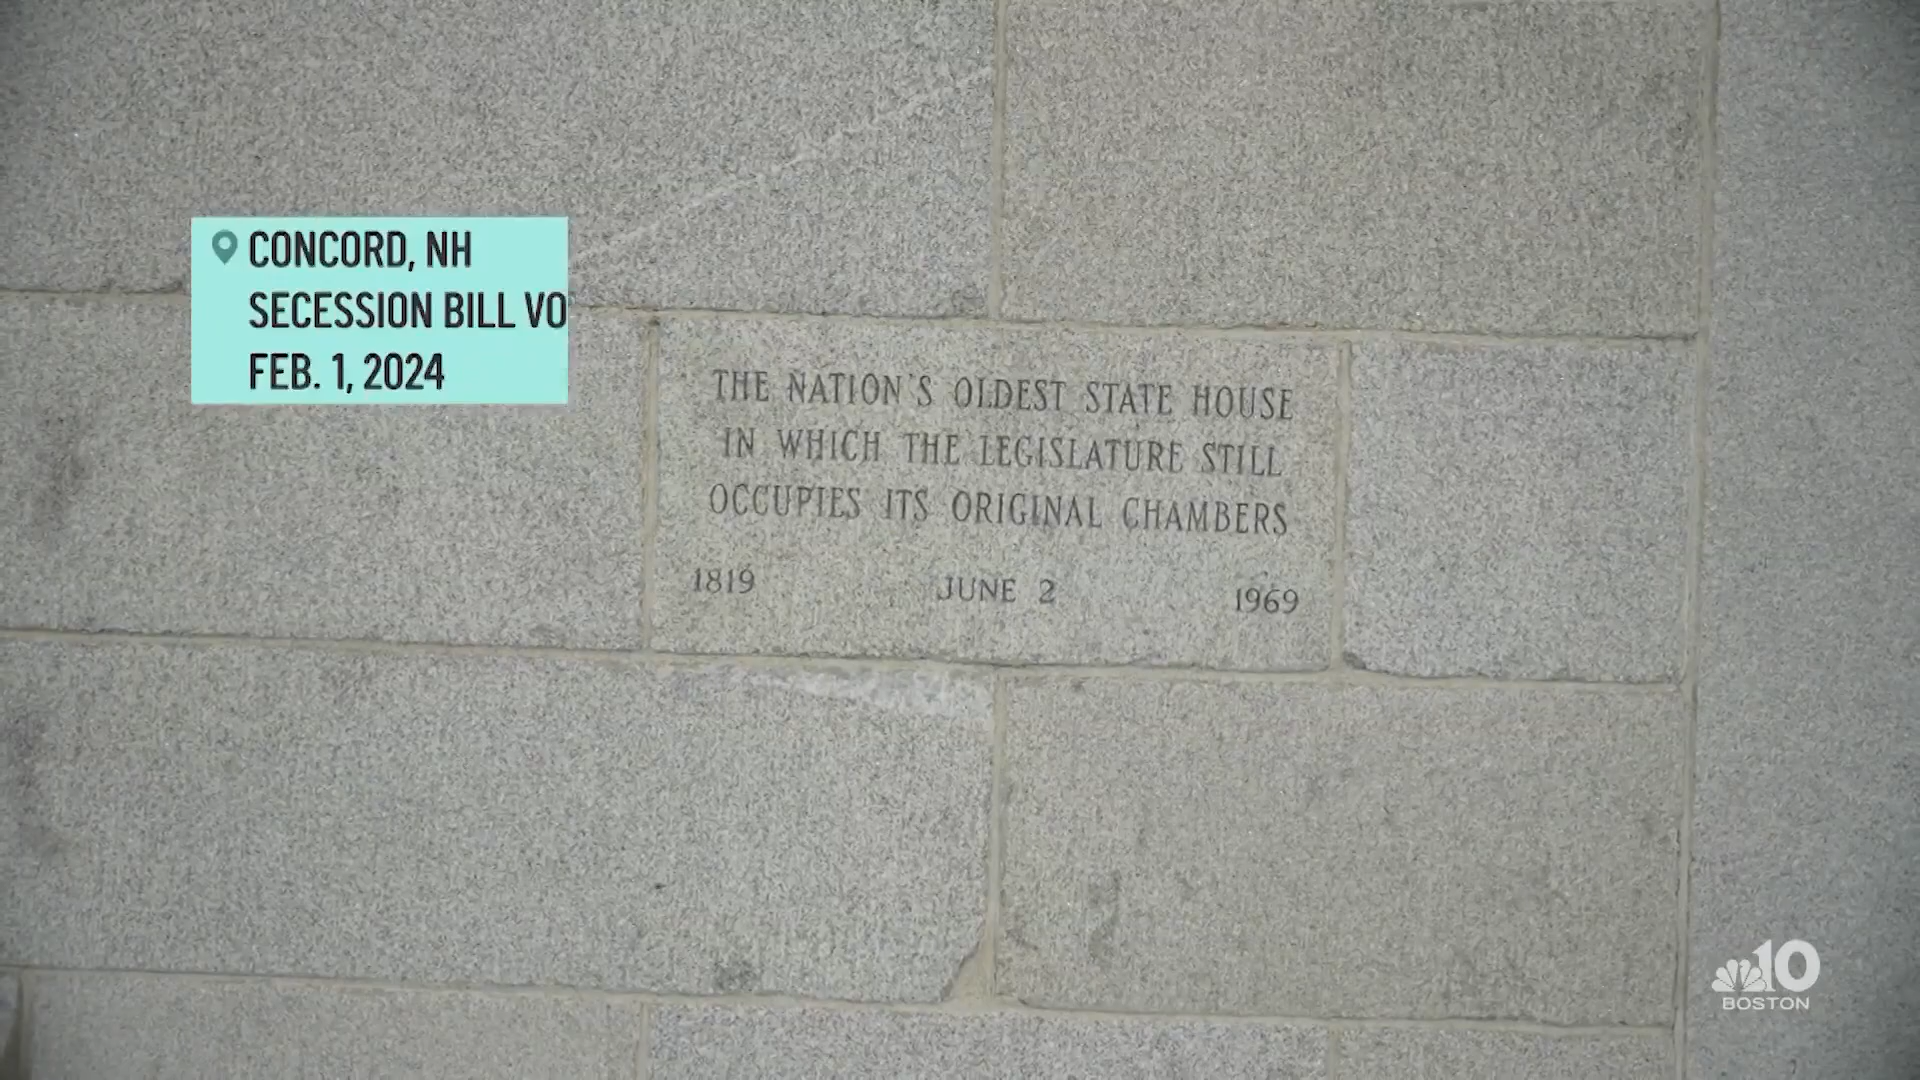 CONCORD, NH
SECESSION BILL VO
FEB. 1, 2024
THE NATION'S OLDEST STATE HOUSE
IN WHICH THE LEGISLATURE STILL
OCCUPIES ITS ORIGINAL CHAMBERS
1819 JUNE 2 1969
10
BOSTON